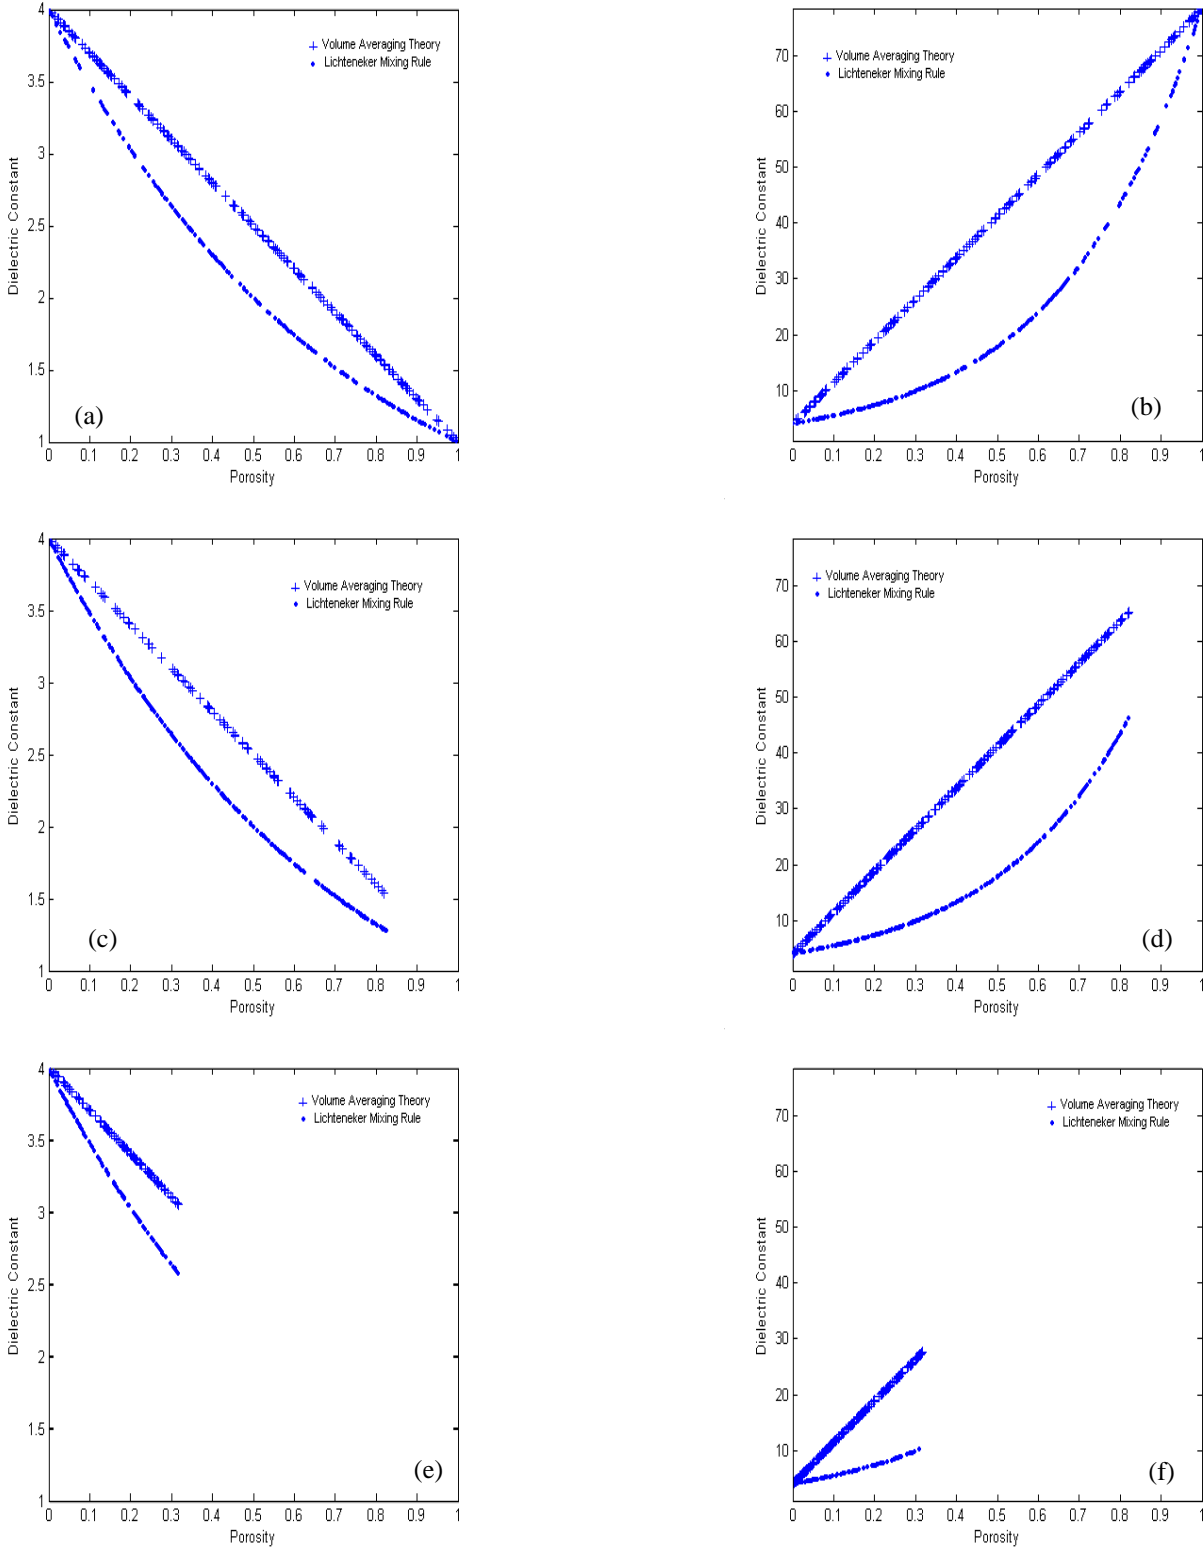 4
3.5
3
2.5
2
1.5
1
Dielectric Constant
Volume Averaging Theory
Lichteneker Mixing Rule
(a)
0 0.1 0.2 0.3 0.4 0.5 0.6 0.7 0.8 0.9 1
Porosity
70
60
50
40
30
20
10
Dielectric Constant
Volume Averaging Theory
Lichteneker Mixing Rule
(b)
0 0.1 0.2 0.3 0.4 0.5 0.6 0.7 0.8 0.9 1
Porosity
4
3.5
3
2.5
2
1.5
1
Dielectric Constant
Volume Averaging Theory
Lichteneker Mixing Rule
(c)
0 0.1 0.2 0.3 0.4 0.5 0.6 0.7 0.8 0.9 1
Porosity
70
60
50
40
30
20
10
Dielectric Constant
Volume Averaging Theory
Lichteneker Mixing Rule
(d)
0 0.1 0.2 0.3 0.4 0.5 0.6 0.7 0.8 0.9 1
Porosity
4
3.5
3
2.5
2
1.5
1
Dielectric Constant
Volume Averaging Theory
Lichteneker Mixing Rule
(e)
0 0.1 0.2 0.3 0.4 0.5 0.6 0.7 0.8 0.9 1
Porosity
70
60
50
40
30
20
10
Dielectric Constant
Volume Averaging Theory
Lichteneker Mixing Rule
(f)
0 0.1 0.2 0.3 0.4 0.5 0.6 0.7 0.8 0.9 1
Porosity